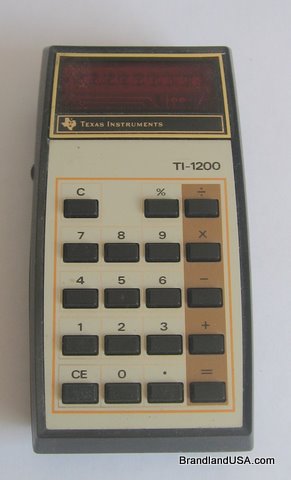 TEXAS INSTRUMENTS
TI-1200
C % ÷
7 8 9 X
4 5 6 −
1 2 3 +
CE 0 • =
BrandlandUSA.com